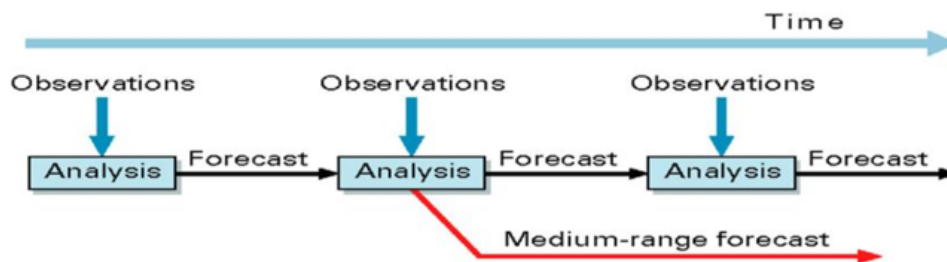 Time
Observations Observations Observations
Analysis Forecast Analysis Forecast Analysis Forecast
Medium-range forecast